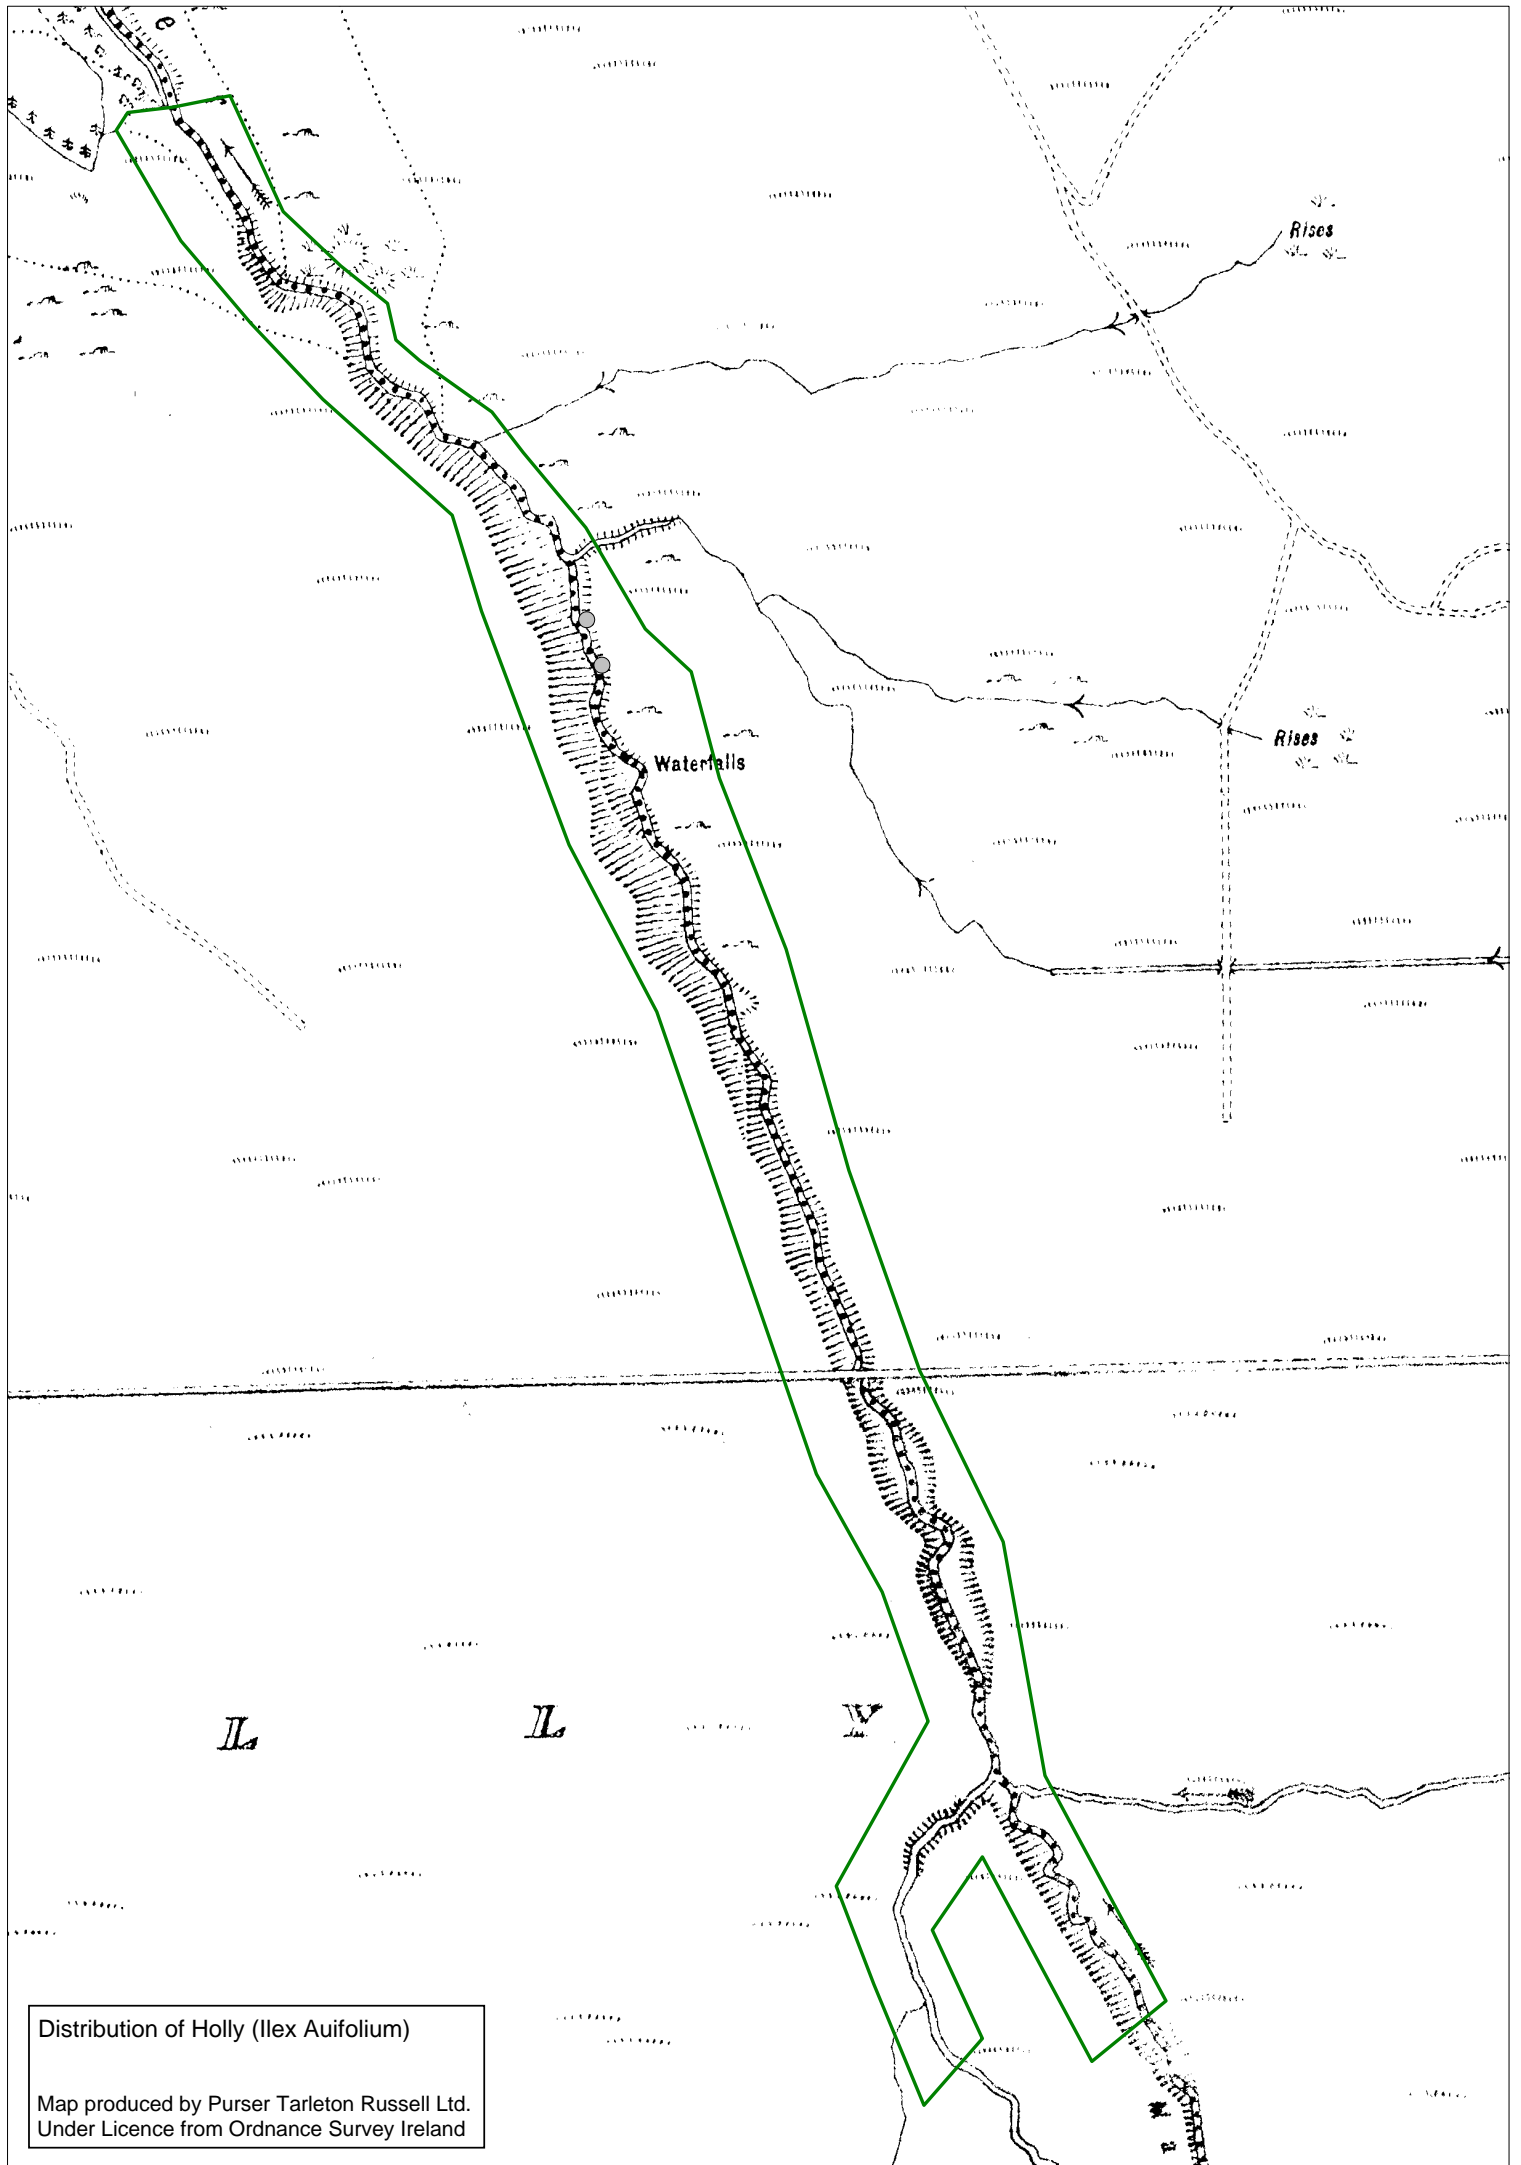 e
Rises
Rises
Waterfalls
L L Y
Distribution of Holly (Ilex Auifolium)
Map produced by Purser Tarleton Russell Ltd.
Under Licence from Ordnance Survey Ireland